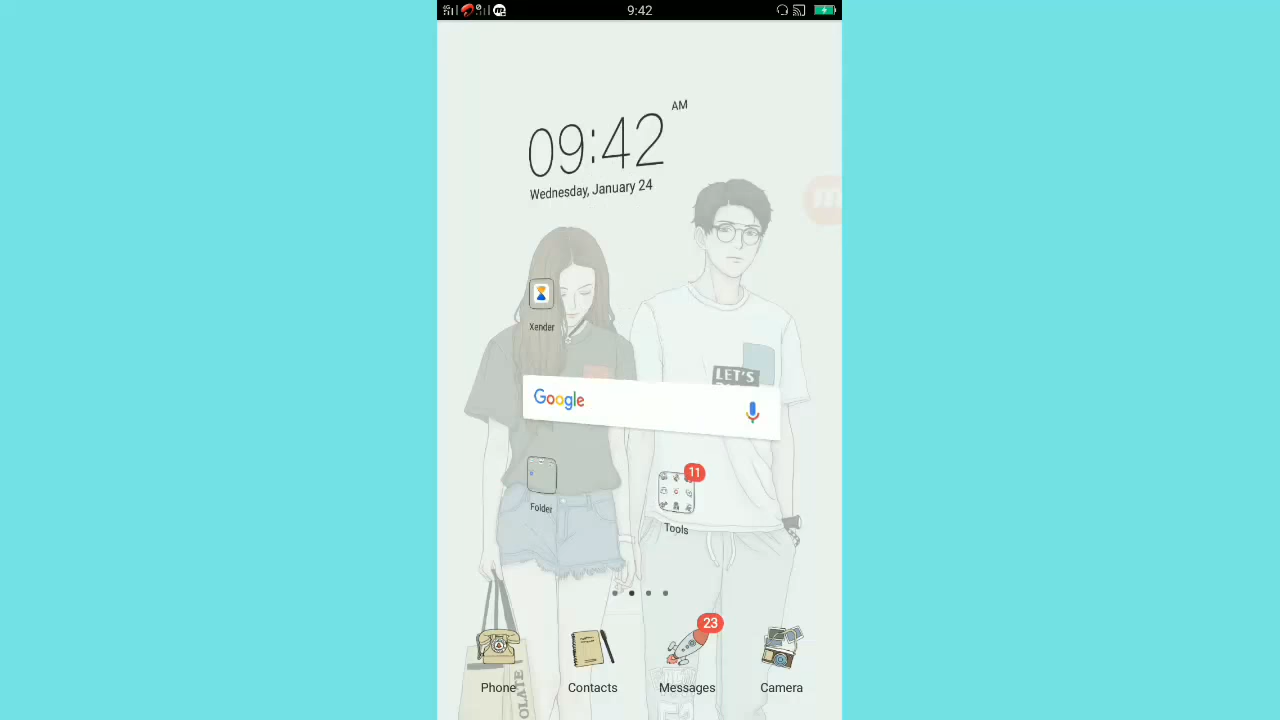 9:42
AM
09:42
Wednesday, January 24
m
Xender
LET'S
Google
11
Folder
Tools
23
OLATE
Phone
Contacts
Messages
Camera